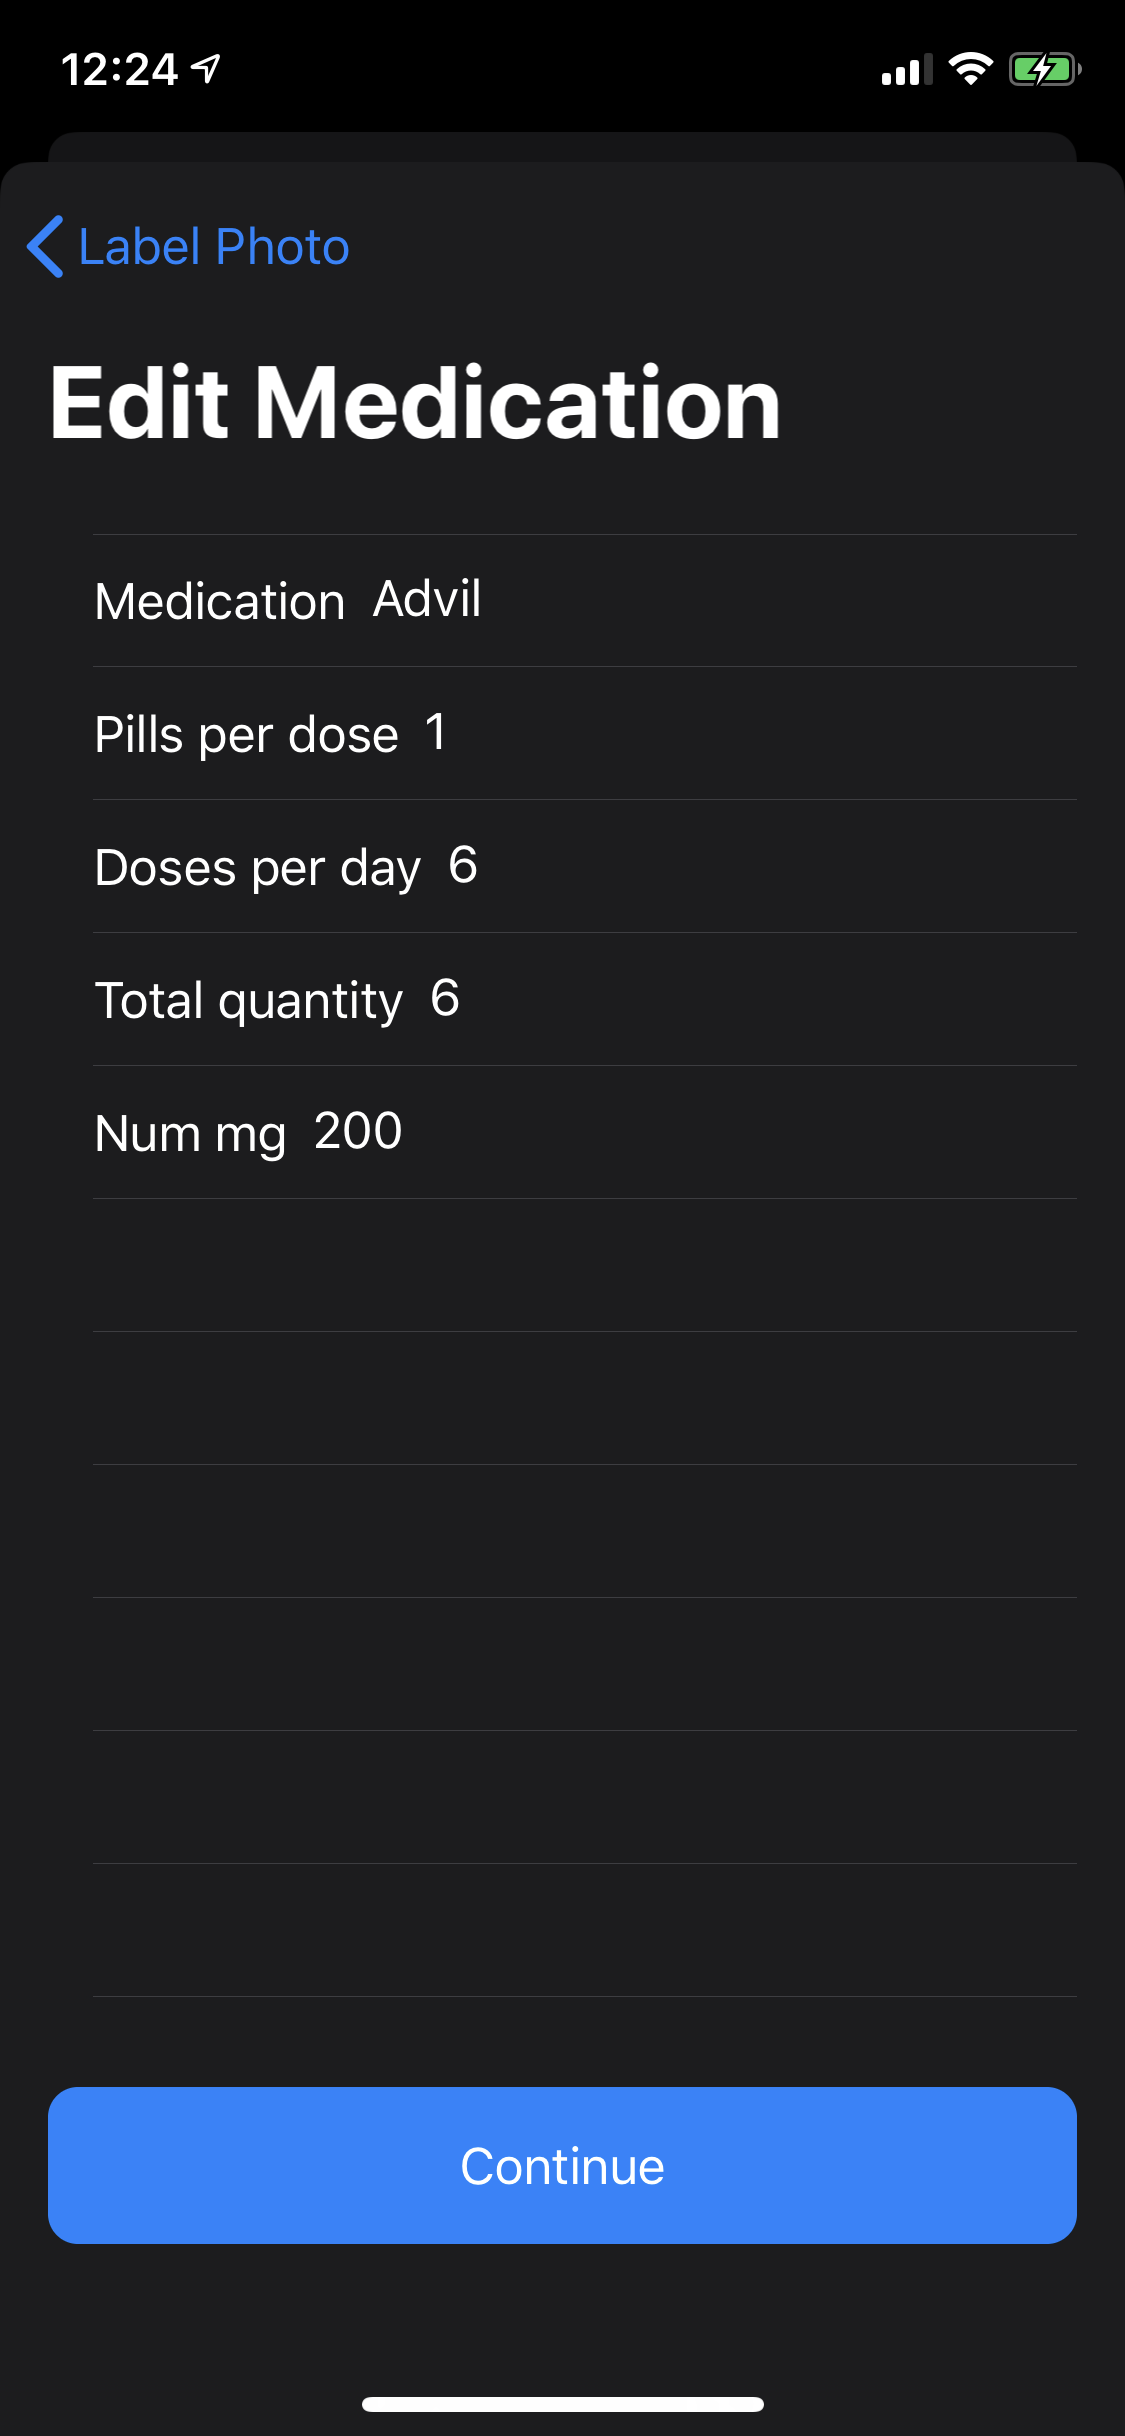 12:24
Label Photo
Edit Medication
Medication Advil
Pills per dose 1
Doses per day 6
Total quantity 6
Num mg 200
Continue